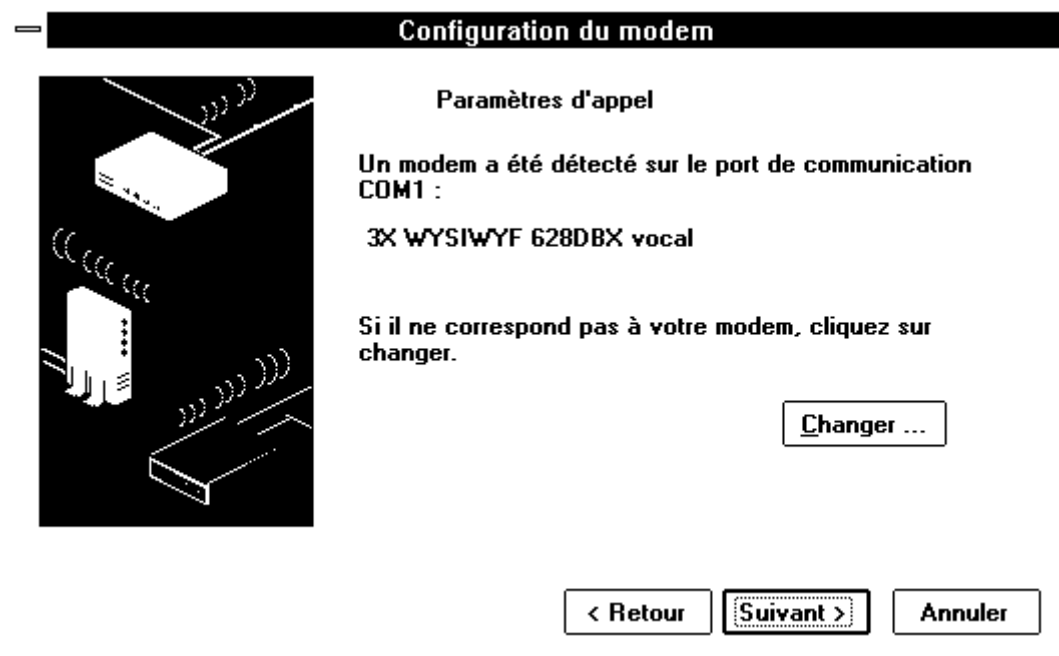 Configuration du modem
Paramètres d'appel
Un modem a été détecté sur le port de communication
COM1 :
3X WYSIWYF 628DBX vocal
Si il ne correspond pas à votre modem, cliquez sur
changer.
Changer ...
< Retour
Suivant >
Annuler